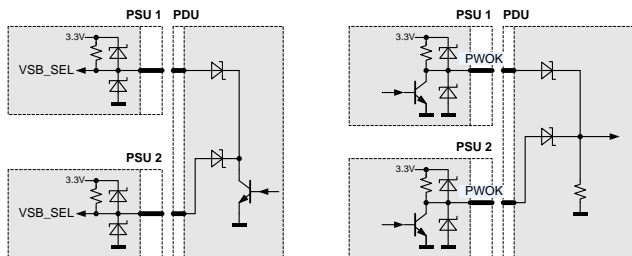 PSU 1 PDU
3.3V
VSB_SEL
PSU 2
3.3V
VSB_SEL
PSU 1 PDU
3.3V
PWOK
PSU 2
3.3V
PWOK